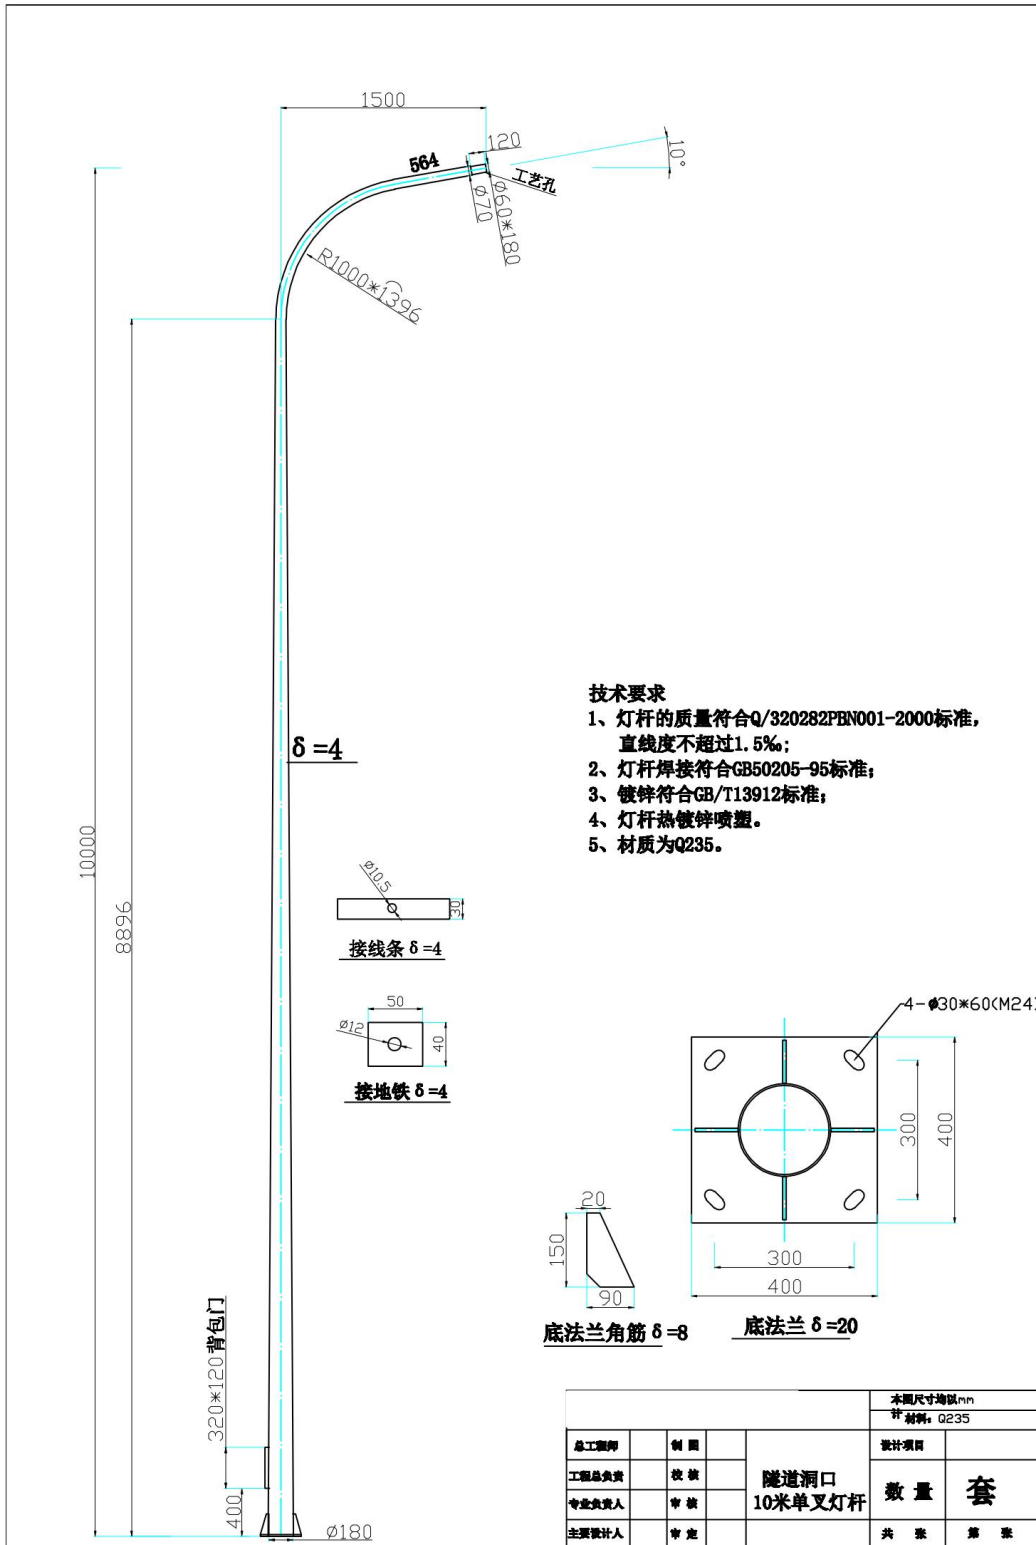 1500
120
10°
564
工艺孔
Ø70
Ø60*180
R1000*1396
技术要求
1、灯杆的质量符合Q/320282PBN001-2000标准，
直线度不超过1.5‰；
2、灯杆焊接符合GB50205-95标准；
3、镀锌符合GB/T13912标准；
4、灯杆热镀锌喷塑。
5、材质为Q235。
δ=4
10000
8896
Ø10.5
30
接线条 δ=4
50
Ø12
40
接地铁 δ=4
4-Ø30*60(M24)
300
400
300
400
底法兰 δ=20
20
150
90
底法兰角筋 δ=8
320*120 背包门
400
Ø180
本图尺寸均以mm
计 材料：Q235
总工程师 制 图 设计项目
工程总负责 校 核
专业负责人 审 核
主要设计人 审 定
隧道洞口
10米单叉灯杆
数 量 套
共 张 第 张